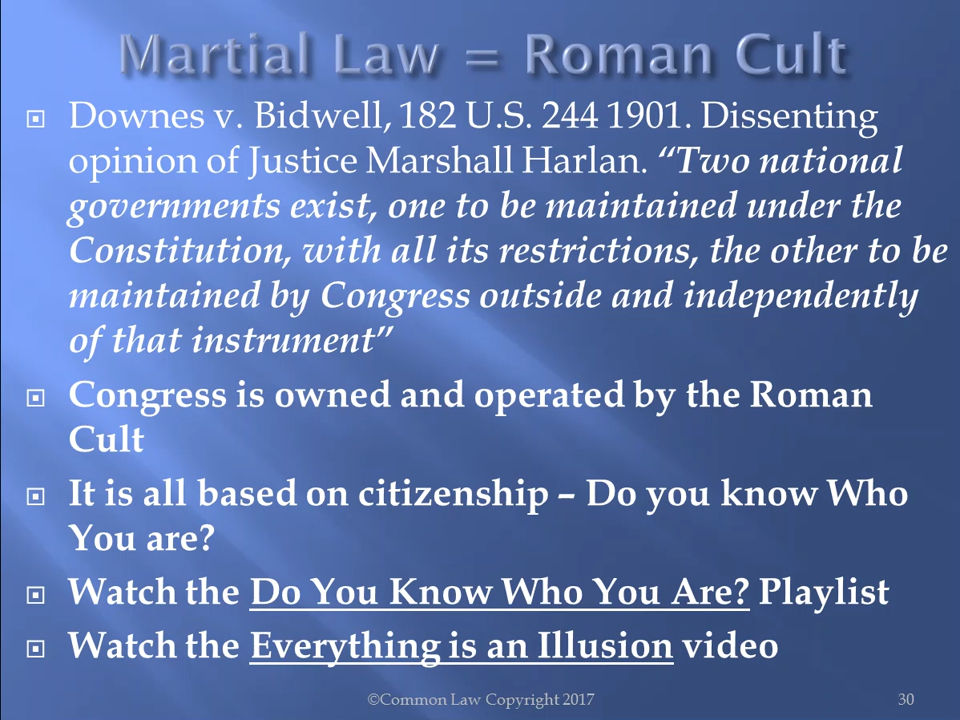 Martial Law = Roman Cult
Downes v. Bidwell, 182 U.S. 244 1901. Dissenting
opinion of Justice Marshall Harlan. “Two national
governments exist, one to be maintained under the
Constitution, with all its restrictions, the other to be
maintained by Congress outside and independently
of that instrument”
Congress is owned and operated by the Roman
Cult
It is all based on citizenship – Do you know Who
You are?
Watch the Do You Know Who You Are? Playlist
Watch the Everything is an Illusion video
©Common Law Copyright 2017
30